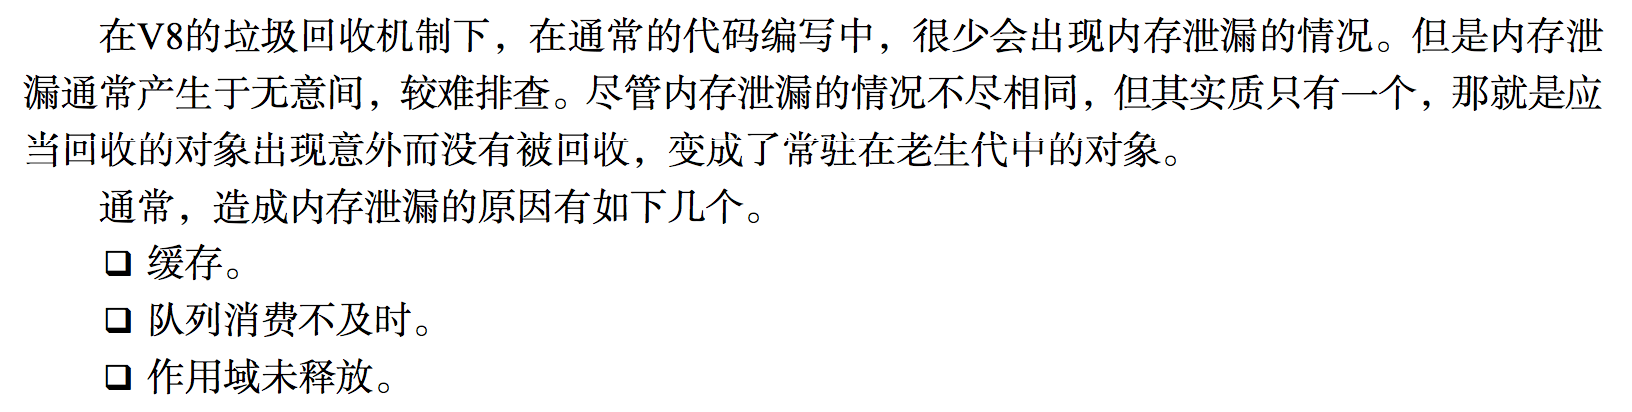 在V8的垃圾回收机制下，在通常的代码编写中，很少会出现内存泄漏的情况。但是内存泄
漏通常产生于无意间，较难排查。尽管内存泄漏的情况不尽相同，但其实质只有一个，那就是应
当回收的对象出现意外而没有被回收，变成了常驻在老生代中的对象。
通常，造成内存泄漏的原因有如下几个。
❑ 缓存。
❑ 队列消费不及时。
❑ 作用域未释放。